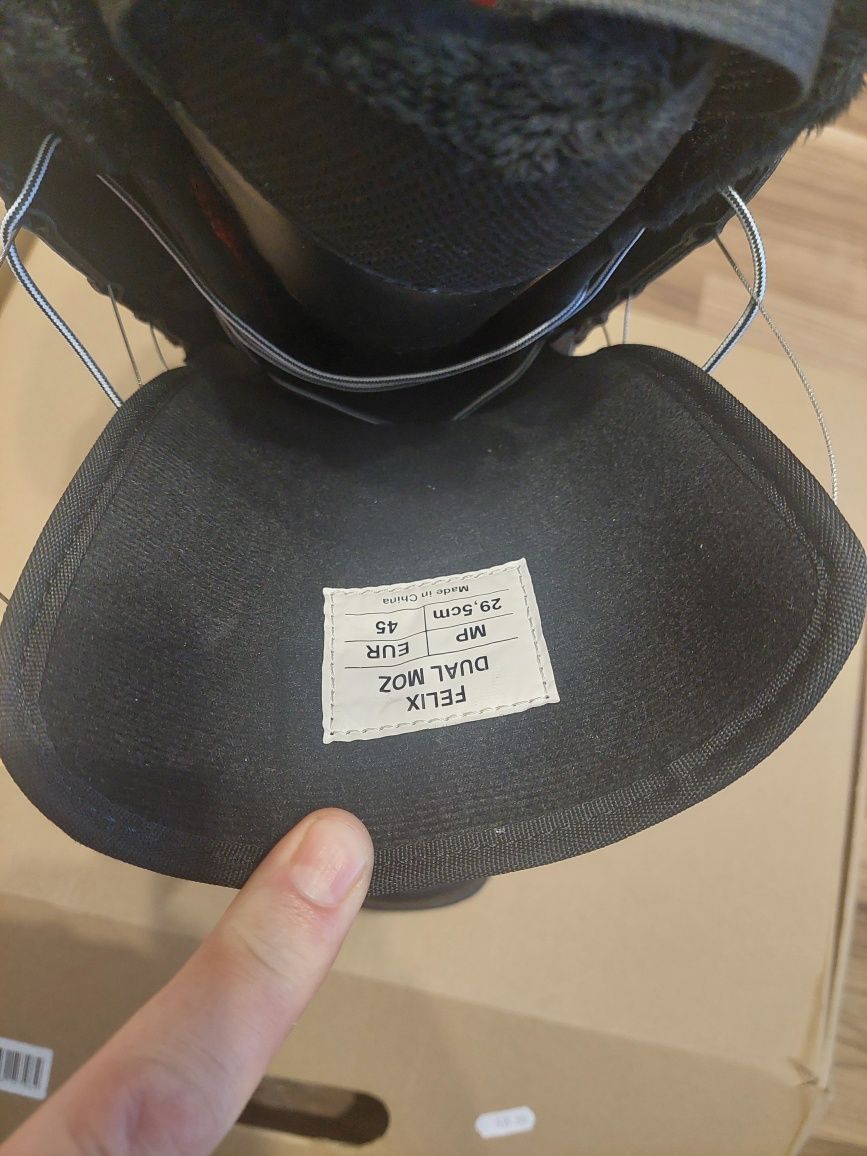 FELIX
DUAL MOZ
MP EUR
29,5cm 45
Made in China